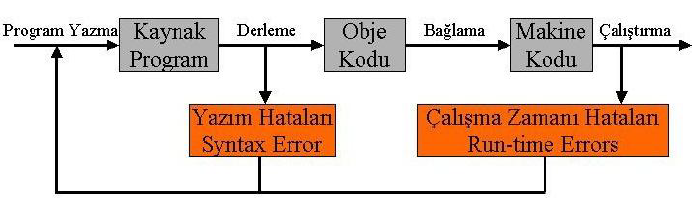 Program Yazma
Kaynak
Program
Derleme
Obje
Kodu
Bağlama
Makine
Kodu
Çalıştırma
Yazım Hataları
Syntax Error
Çalışma Zamanı Hataları
Run-time Errors